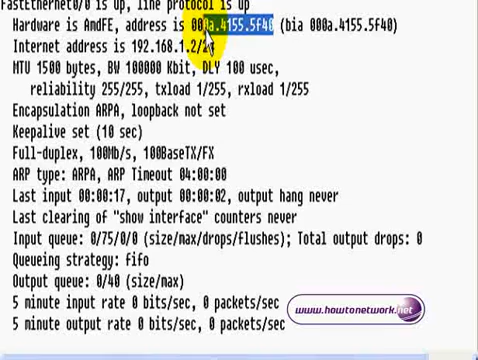 FastEthernet0/0 is up, line protocol is up
Hardware is AmdFE, address is 000a.4155.5f40 (bia 000a.4155.5f40)
Internet address is 192.168.1.2/24
MTU 1500 bytes, BW 100000 Kbit, DLY 100 usec,
reliability 255/255, txload 1/255, rxload 1/255
Encapsulation ARPA, loopback not set
Keepalive set (10 sec)
Full-duplex, 100Mb/s, 100BaseTX/FX
ARP type: ARPA, ARP Timeout 04:00:00
Last input 00:00:17, output 00:00:02, output hang never
Last clearing of "show interface" counters never
Input queue: 0/75/0/0 (size/max/drops/flushes); Total output drops: 0
Queueing strategy: fifo
Output queue: 0/40 (size/max)
5 minute input rate 0 bits/sec, 0 packets/sec
5 minute output rate 0 bits/sec, 0 packets/sec
www.howtonetwork.net